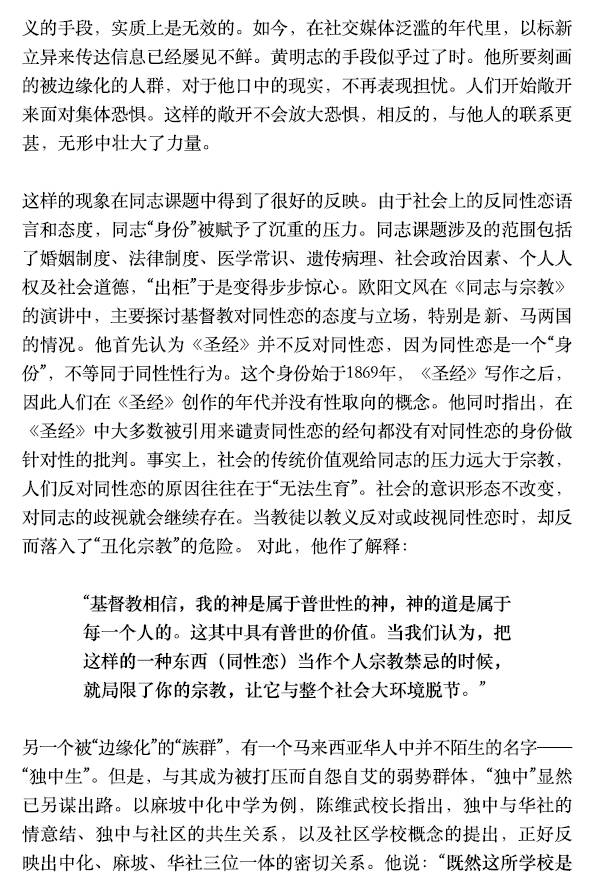 义的手段，实质上是无效的。如今，在社交媒体泛滥的年代里，以标新
立异来传达信息已经屡见不鲜。黄明志的手段似乎过了时。他所要刻画
的被边缘化的人群，对于他口中的现实，不再表现担忧。人们开始敞开
来面对集体恐惧。这样的敞开不会放大恐惧，相反的，与他人的联系更
甚，无形中壮大了力量。
这样的现象在同志课题中得到了很好的反映。由于社会上的反同性恋语
言和态度，同志“身份”被赋予了沉重的压力。同志课题涉及的范围包括
了婚姻制度、法律制度、医学常识、遗传病理、社会政治因素、个人人
权及社会道德，“出柜”于是变得步步惊心。欧阳文风在《同志与宗教》
的演讲中，主要探讨基督教对同性恋的态度与立场，特别是 新、马两国
的情况。他首先认为《圣经》并不反对同性恋，因为同性恋是一个“身
份”，不等同于同性性行为。这个身份始于1869年，《圣经》写作之后，
因此人们在《圣经》创作的年代并没有性取向的概念。他同时指出，在
《圣经》中大多数被引用来谴责同性恋的经句都没有对同性恋的身份做
针对性的批判。事实上，社会的传统价值观给同志的压力远大于宗教，
人们反对同性恋的原因往往在于“无法生育”。社会的意识形态不改变，
对同志的歧视就会继续存在。当教徒以教义反对或歧视同性恋时，却反
而落入了“丑化宗教”的危险。 对此，他作了解释：
“基督教相信，我的神是属于普世性的神，神的道是属于
每一个人的。这其中具有普世的价值。当我们认为，把
这样的一种东西（同性恋）当作个人宗教禁忌的时候，
就局限了你的宗教，让它与整个社会大环境脱节。”
另一个被“边缘化”的“族群”，有一个马来西亚华人中并不陌生的名字——
“独中生”。但是，与其成为被打压而自怨自艾的弱势群体，“独中”显然
已另谋出路。以麻坡中化中学为例，陈维武校长指出，独中与华社的
情意结、独中与社区的共生关系，以及社区学校概念的提出，正好反
映出中化、麻坡、华社三位一体的密切关系。他说：“既然这所学校是